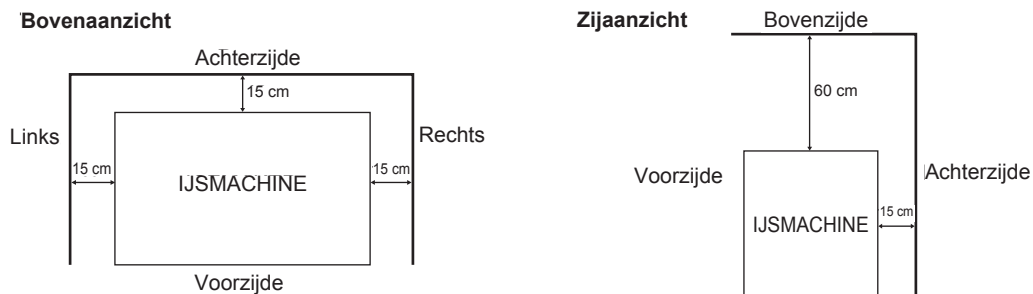 Bovenaanzicht
Achterzijde
15 cm
Links
Rechts
15 cm
15 cm
IJSMACHINE
Voorzijde
Zijaanzicht
Bovenzijde
60 cm
Voorzijde
Achterzijde
15 cm
IJSMACHINE